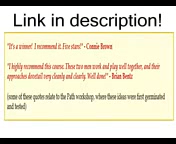 Link in description!
"It's a winner! I recommend it. Five stars!" - Connie Brown
"I highly recommend this course. These two men work and play well together, and their
approaches dovetail very cleanly and clearly. Well done!" - Brian Bentz
(some of these quotes relate to the Path workshop, where these ideas were first germinated
and tested)